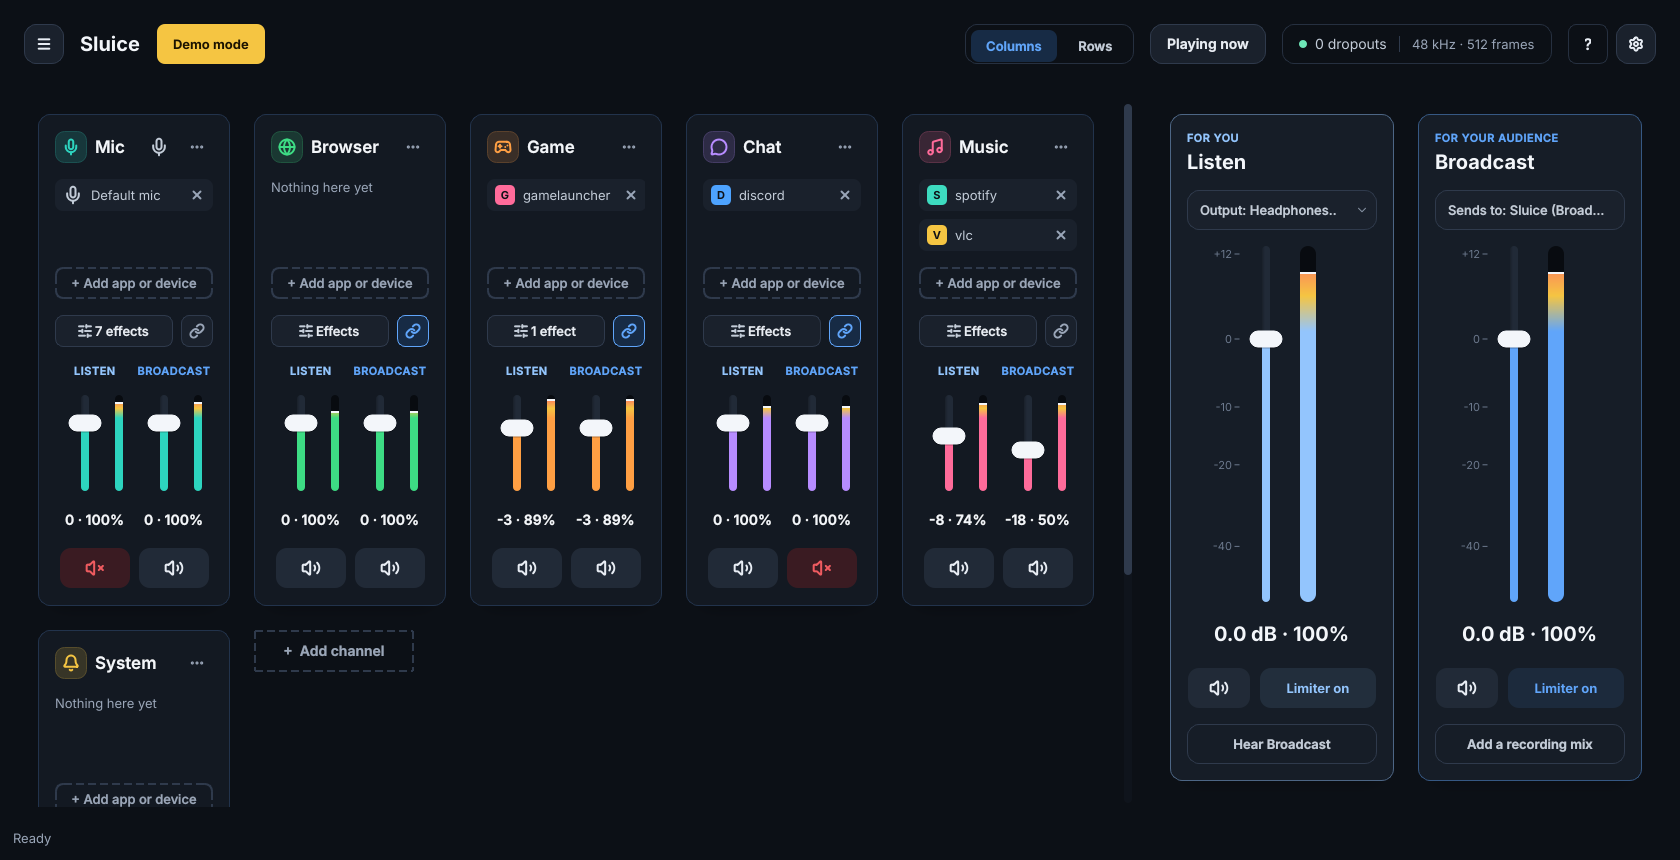 Sluice
Demo mode
Columns
Rows
Playing now
0 dropouts
48 kHz · 512 frames
?
Mic
Default mic
+ Add app or device
7 effects
LISTEN BROADCAST
0 · 100% 0 · 100%
Browser
Nothing here yet
+ Add app or device
Effects
LISTEN BROADCAST
0 · 100% 0 · 100%
Game
G gamelauncher
+ Add app or device
1 effect
LISTEN BROADCAST
-3 · 89% -3 · 89%
Chat
D discord
+ Add app or device
Effects
LISTEN BROADCAST
0 · 100% 0 · 100%
Music
S spotify
V vlc
+ Add app or device
Effects
LISTEN BROADCAST
-8 · 74% -18 · 50%
System
Nothing here yet
+ Add app or device
+ Add channel
FOR YOU
Listen
Output: Headphones..
+12
0
-10
-20
-40
0.0 dB · 100%
Limiter on
Hear Broadcast
FOR YOUR AUDIENCE
Broadcast
Sends to: Sluice (Broad...
+12
0
-10
-20
-40
0.0 dB · 100%
Limiter on
Add a recording mix
Ready